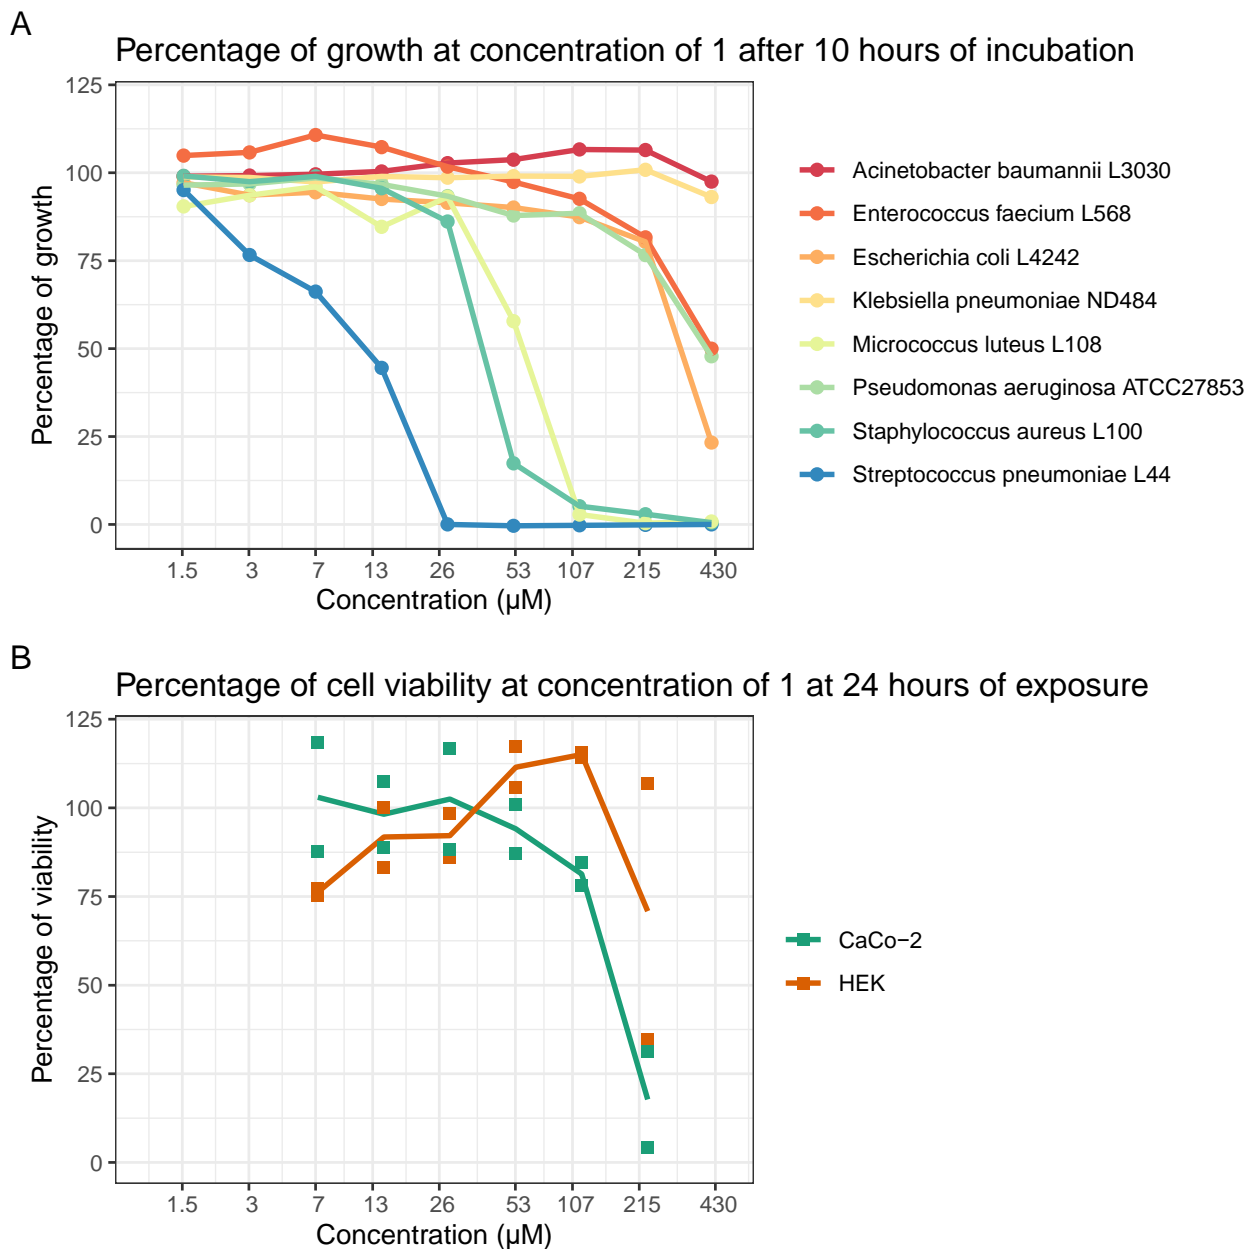 A
Percentage of growth at concentration of 1 after 10 hours of incubation
125
100
75
50
25
0
Percentage of growth
1.5 3 7 13 26 53 107 215 430
Concentration (µM)
Acinetobacter baumannii L3030
Enterococcus faecium L568
Escherichia coli L4242
Klebsiella pneumoniae ND484
Micrococcus luteus L108
Pseudomonas aeruginosa ATCC27853
Staphylococcus aureus L100
Streptococcus pneumoniae L44
B
Percentage of cell viability at concentration of 1 at 24 hours of exposure
125
100
75
50
25
0
Percentage of viability
1.5 3 7 13 26 53 107 215 430
Concentration (µM)
CaCo−2
HEK